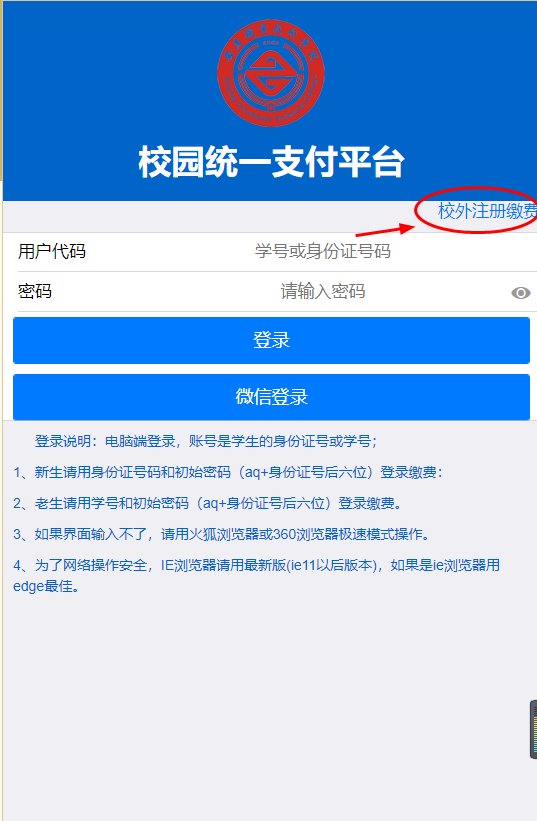 校园统一支付平台
校外注册缴费
用户代码 学号或身份证号码
密码 请输入密码
登录
微信登录
登录说明：电脑端登录，账号是学生的身份证号或学号；
1、新生请用身份证号码和初始密码（aq+身份证号后六位）登录缴费：
2、老生请用学号和初始密码（aq+身份证号后六位）登录缴费。
3、如果界面输入不了，请用火狐浏览器或360浏览器极速模式操作。
4、为了网络操作安全，IE浏览器请用最新版(ie11以后版本)，如果是ie浏览器用
edge最佳。